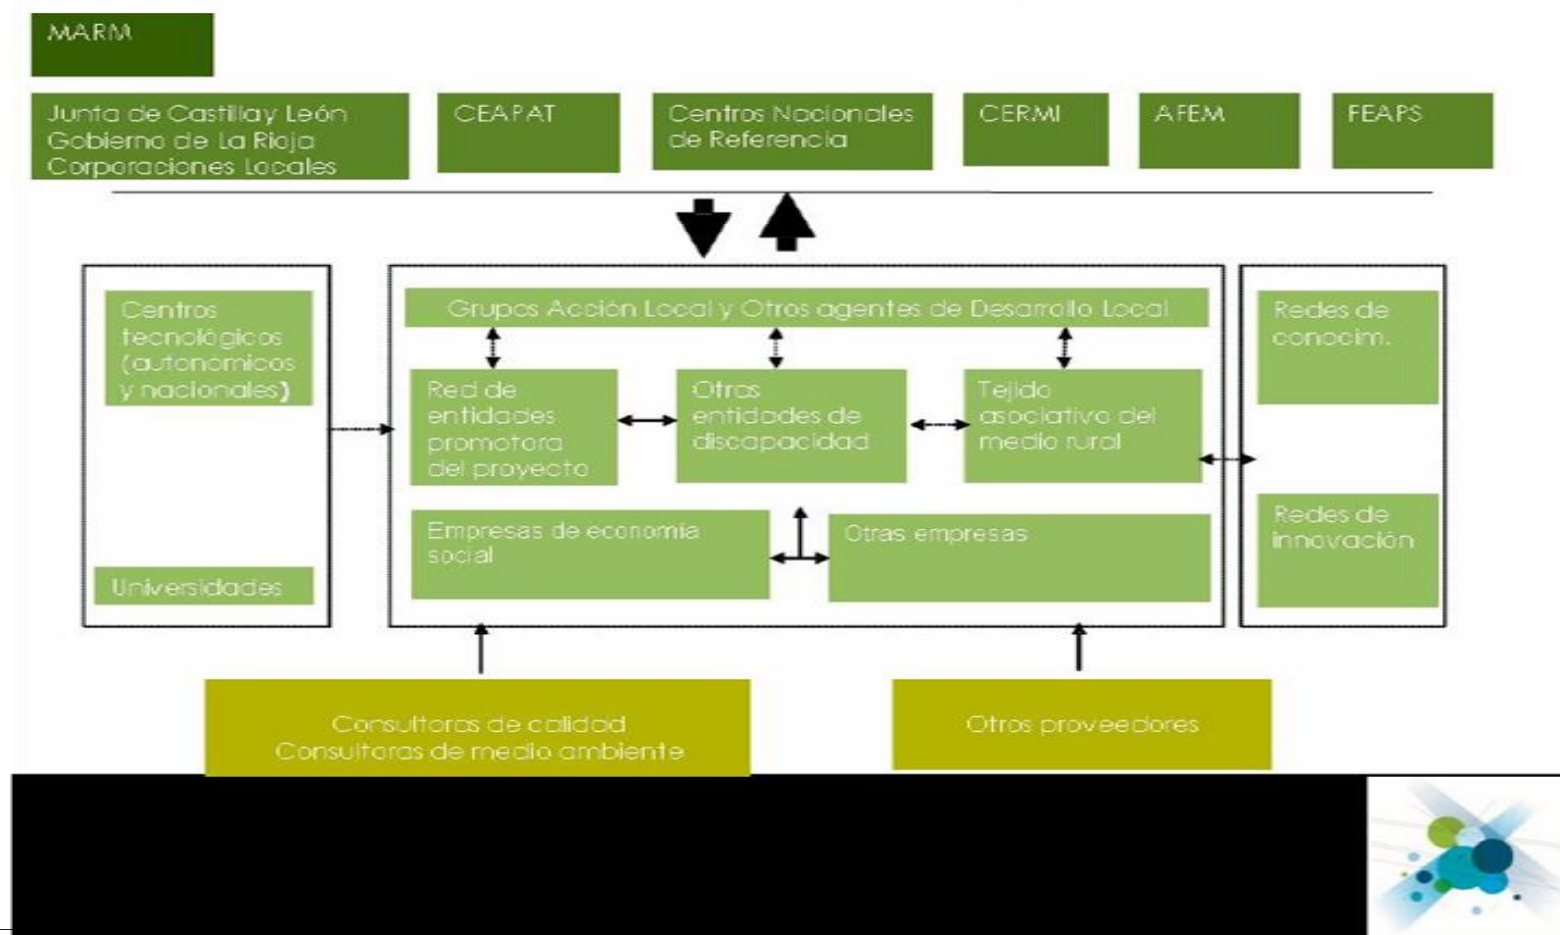 MARM
Junta de Castilla y León
Gobierno de La Rioja
Corporaciones Locales
CEAPAT
Centros Nacionales
de Referencia
CERMI
AFEM
FEAPS
Centros
tecnológicos
(autonómicos
y nacionales)
Universidades
Grupos Acción Local y Otros agentes de Desarrollo Local
Red de
entidades
promotora
del proyecto
Otras
entidades de
discapacidad
Tejido
asociativo del
medio rural
Empresas de economía
social
Otras empresas
Redes de
conocim.
Redes de
innovación
Consultoras de calidad
Consultoras de medio ambiente
Otros proveedores